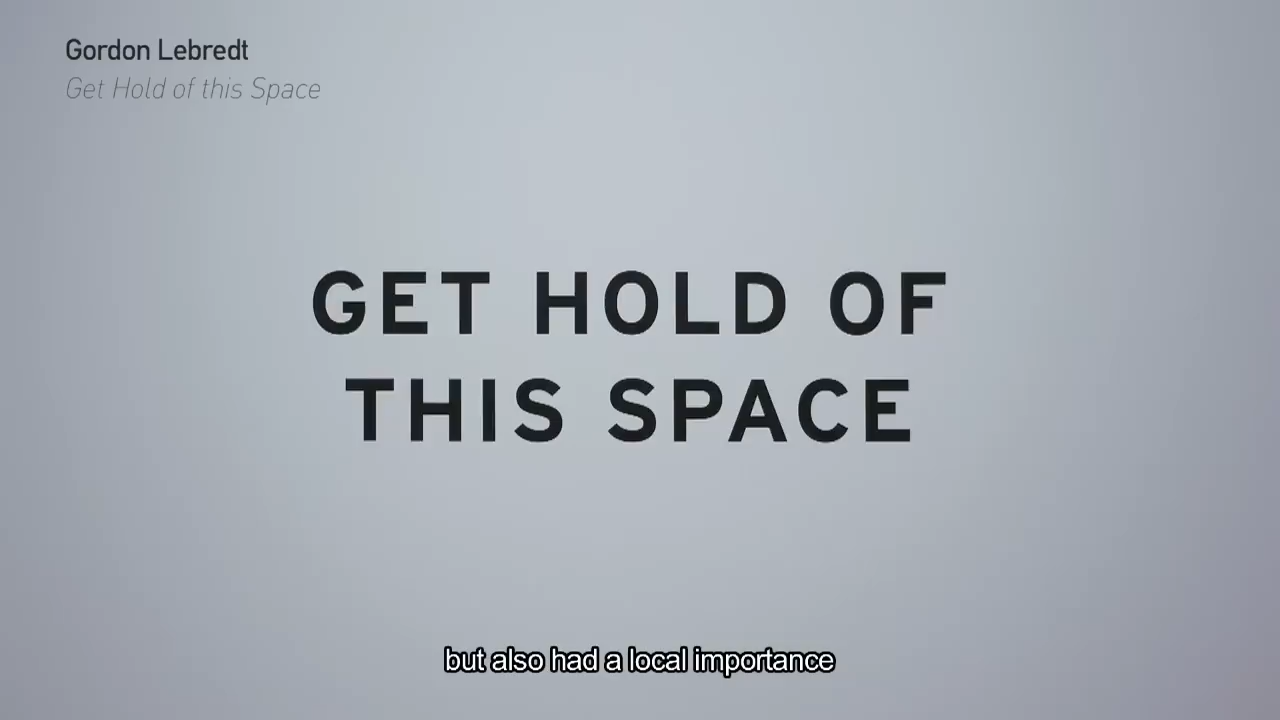 Gordon Lebredt
Get Hold of this Space
GET HOLD OF
THIS SPACE
but also had a local importance